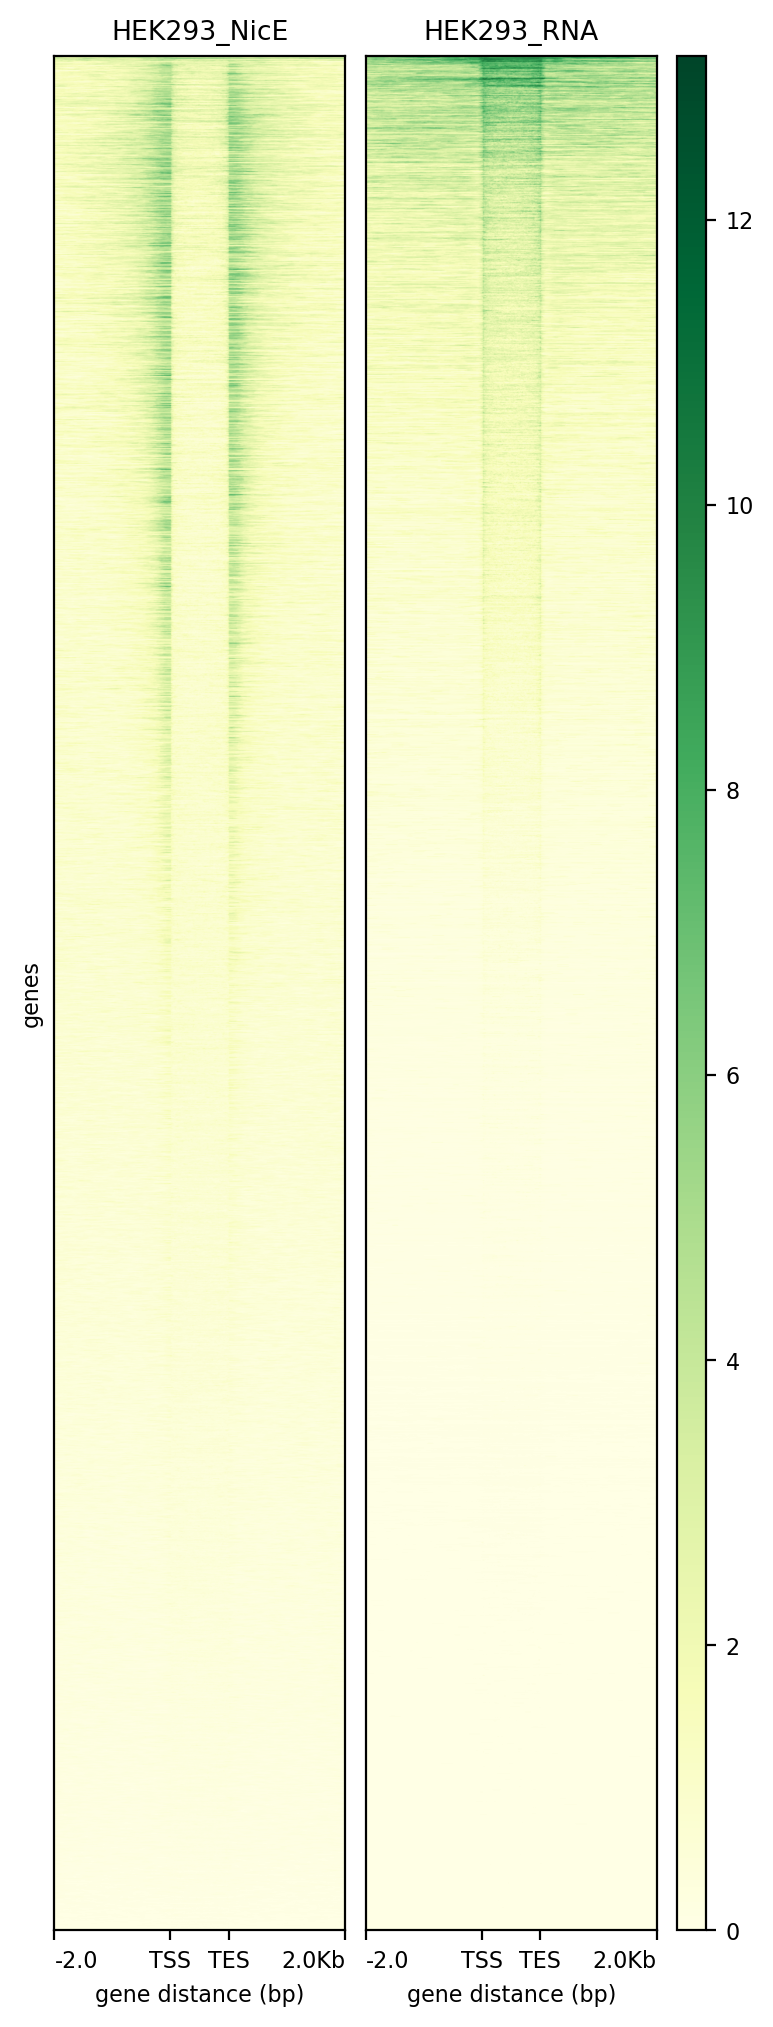 HEK293_NicE
HEK293_RNA
12
10
8
6
4
2
0
genes
-2.0 TSS TES 2.0Kb
-2.0 TSS TES 2.0Kb
gene distance (bp)
gene distance (bp)